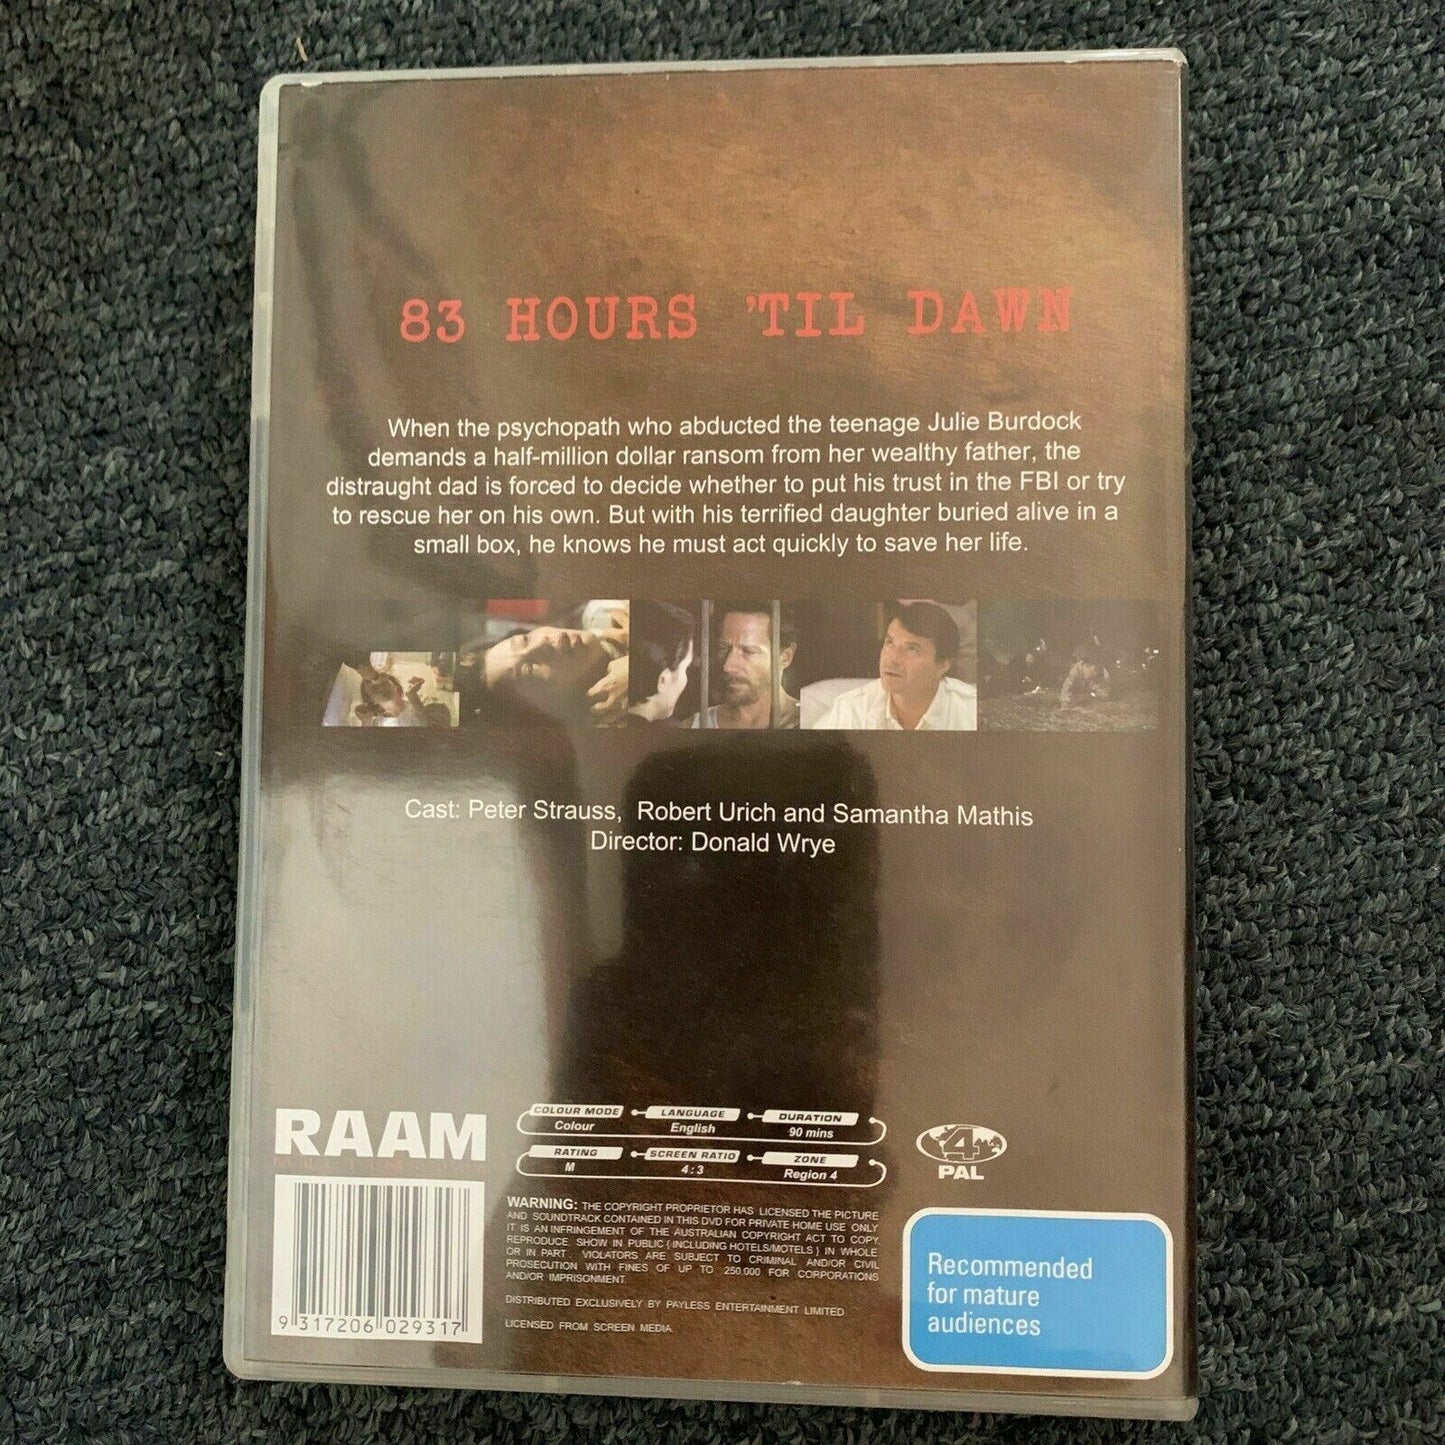 83 HOURS 'TIL DAWN
When the psychopath who abducted the teenage Julie Burdock
demands a half-million dollar ransom from her wealthy father, the
distraught dad is forced to decide whether to put his trust in the FBI or try
to rescue her on his own. But with his terrified daughter buried alive in a
small box, he knows he must act quickly to save her life.
Cast: Peter Strauss, Robert Urich and Samantha Mathis
Director: Donald Wrye
RAAM
COLOUR MODE LANGUAGE DURATION
Colour English 90 mins
RATING SCREEN RATIO ZONE
M 4:3 Region 4
4
PAL
WARNING: THE COPYRIGHT PROPRIETOR HAS LICENSED THE PICTURE
AND SOUNDTRACK CONTAINED IN THIS DVD FOR PRIVATE HOME USE ONLY
IT IS AN INFRINGEMENT OF THE AUSTRALIAN COPYRIGHT ACT TO COPY,
REPRODUCE. SHOW IN PUBLIC ( INCLUDING HOTELS/MOTELS ) IN WHOLE
OR IN PART . VIOLATORS ARE SUBJECT TO CRIMINAL AND/OR CIVIL
PROSECUTION WITH FINES OF UP TO 250.000 FOR CORPORATIONS
AND/OR IMPRISONMENT.
DISTRIBUTED EXCLUSIVELY BY PAYLESS ENTERTAINMENT LIMITED
LICENSED FROM SCREEN MEDIA
9 317206 029317
Recommended
for mature
audiences